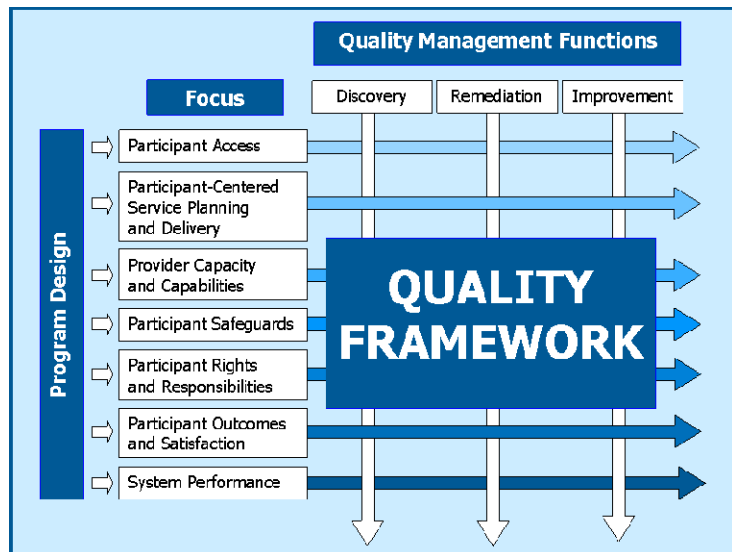 Quality Management Functions
Focus
Discovery
Remediation
Improvement
Program Design
Participant Access
Participant-Centered
Service Planning
and Delivery
Provider Capacity
and Capabilities
Participant Safeguards
Participant Rights
and Responsibilities
Participant Outcomes
and Satisfaction
System Performance
QUALITY
FRAMEWORK